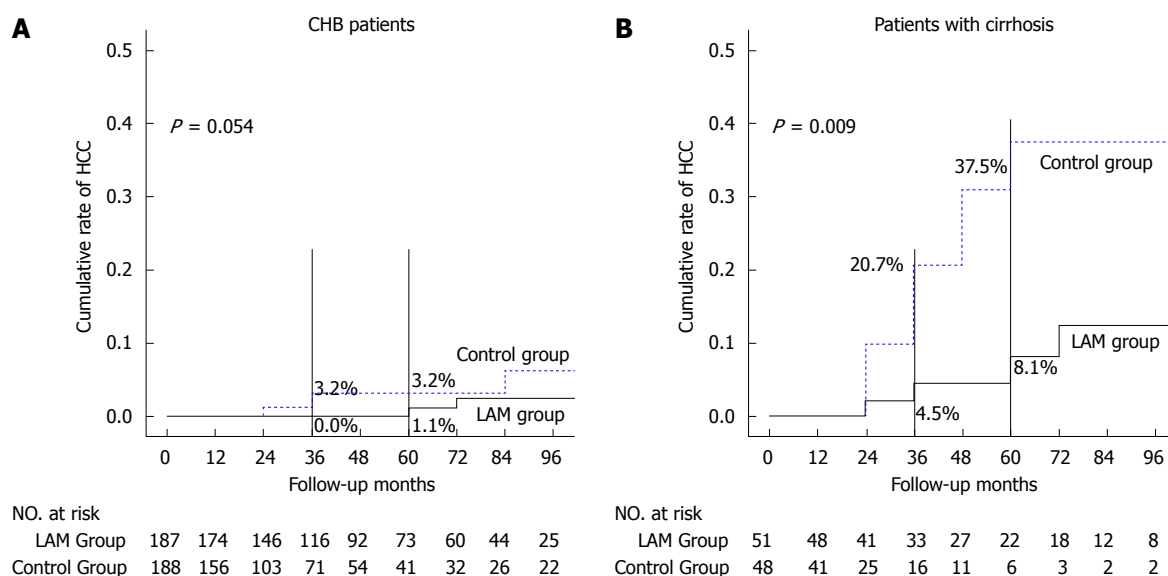 A
CHB patients
Cumulative rate of HCC
0.5
0.4
0.3
0.2
0.1
0.0
P = 0.054
Control group
3.2%
3.2%
LAM group
0.0%
1.1%
0 12 24 36 48 60 72 84 96
Follow-up months
NO. at risk
LAM Group 187 174 146 116 92 73 60 44 25
Control Group 188 156 103 71 54 41 32 26 22
B
Patients with cirrhosis
Cumulative rate of HCC
0.5
0.4
0.3
0.2
0.1
0.0
P = 0.009
37.5%
Control group
20.7%
LAM group
8.1%
4.5%
0 12 24 36 48 60 72 84 96
Follow-up months
NO. at risk
LAM Group 51 48 41 33 27 22 18 12 8
Control Group 48 41 25 16 11 6 3 2 2